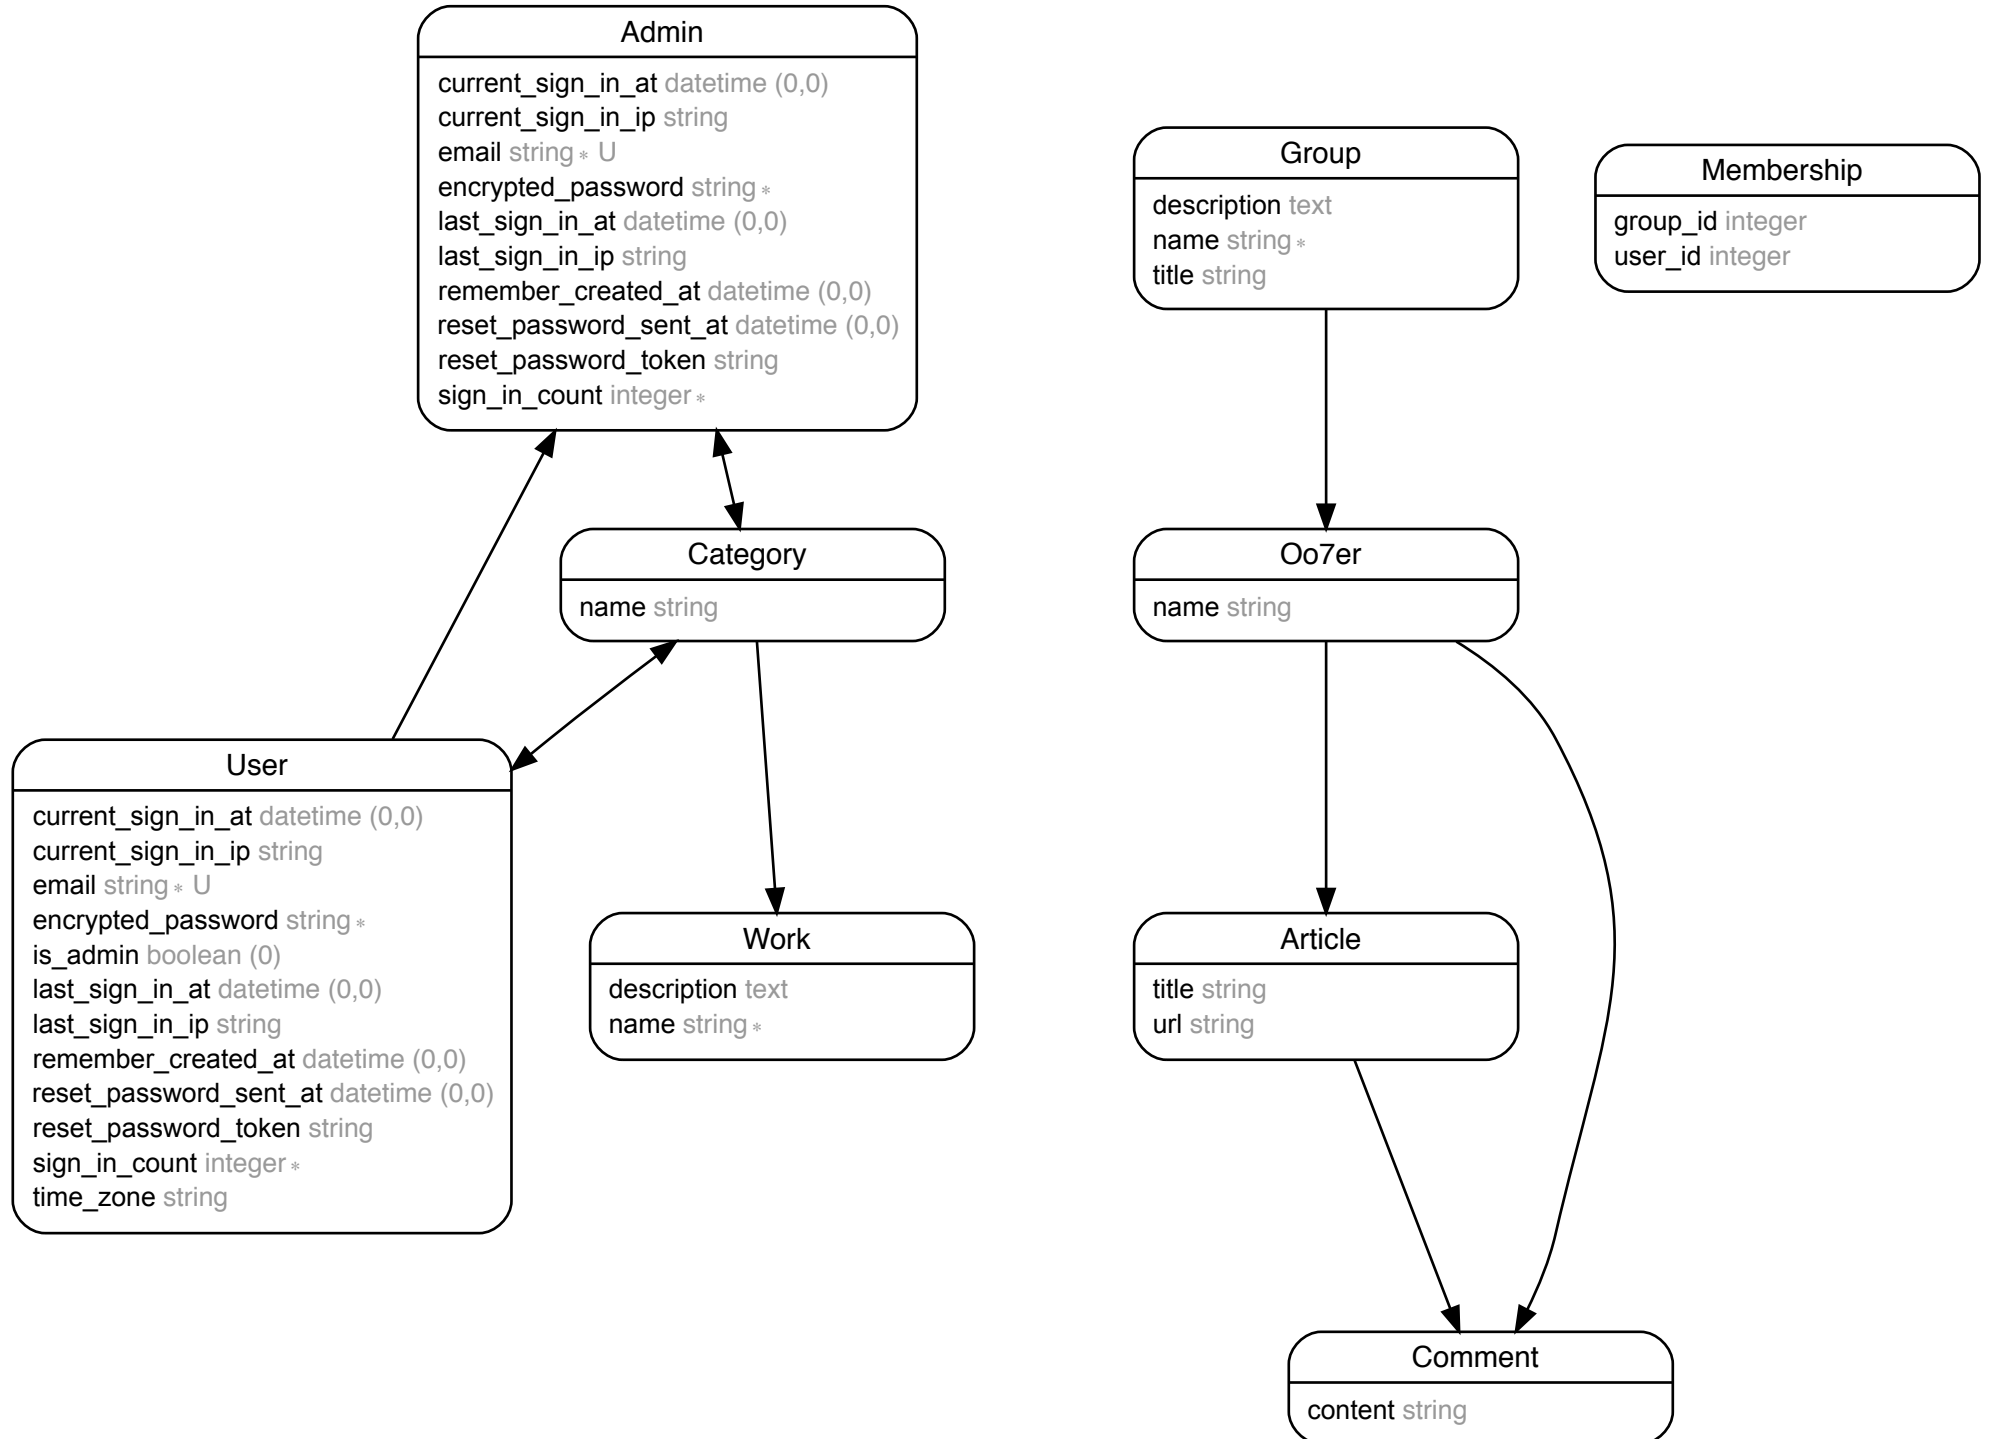 Admin
current_sign_in_at datetime (0,0)
current_sign_in_ip string
email string * U
encrypted_password string *
last_sign_in_at datetime (0,0)
last_sign_in_ip string
remember_created_at datetime (0,0)
reset_password_sent_at datetime (0,0)
reset_password_token string
sign_in_count integer *
Group
description text
name string *
title string
Membership
group_id integer
user_id integer
Category
name string
Oo7er
name string
User
current_sign_in_at datetime (0,0)
current_sign_in_ip string
email string * U
encrypted_password string *
is_admin boolean (0)
last_sign_in_at datetime (0,0)
last_sign_in_ip string
remember_created_at datetime (0,0)
reset_password_sent_at datetime (0,0)
reset_password_token string
sign_in_count integer *
time_zone string
Work
description text
name string *
Article
title string
url string
Comment
content string